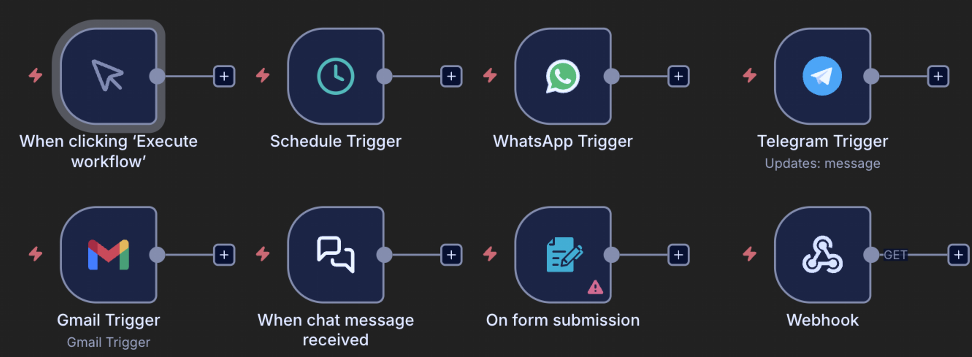 When clicking ‘Execute
workflow’
Schedule Trigger
WhatsApp Trigger
Telegram Trigger
Updates: message
GET
Gmail Trigger
Gmail Trigger
When chat message
received
On form submission
Webhook